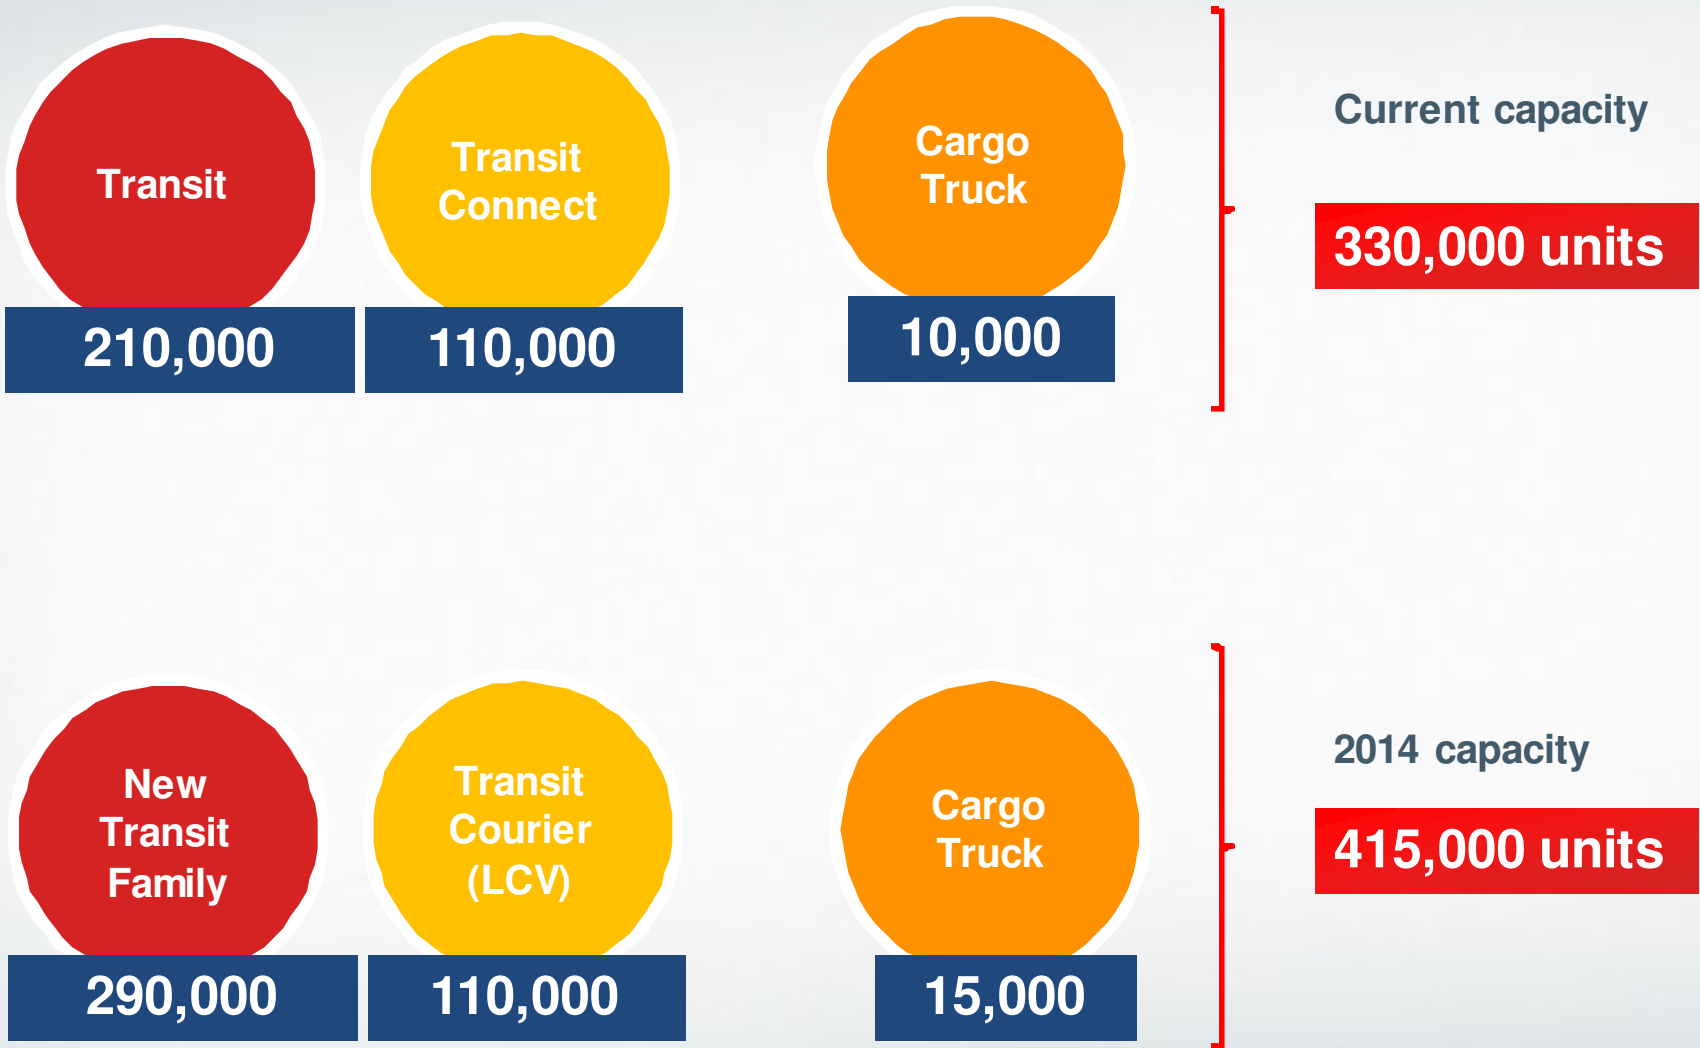 Transit
210,000
Transit
Connect
110,000
Cargo
Truck
10,000
Current capacity
330,000 units
New
Transit
Family
290,000
Transit
Courier
(LCV)
110,000
Cargo
Truck
15,000
2014 capacity
415,000 units